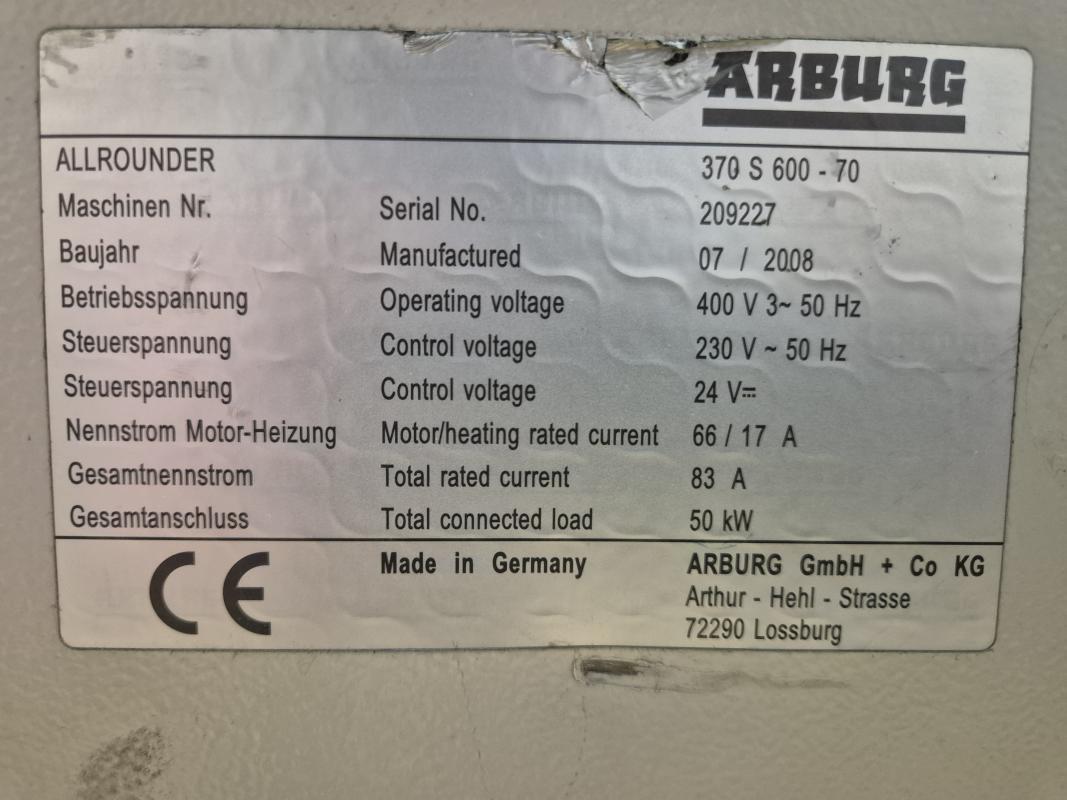 ARBURG
ALLROUNDER 370 S 600 - 70
Maschinen Nr. Serial No. 209227
Baujahr Manufactured 07 / 2008
Betriebsspannung Operating voltage 400 V 3~ 50 Hz
Steuerspannung Control voltage 230 V ~ 50 Hz
Steuerspannung Control voltage 24 V⎓
Nennstrom Motor-Heizung Motor/heating rated current 66 / 17 A
Gesamtnennstrom Total rated current 83 A
Gesamtanschluss Total connected load 50 kW
CE Made in Germany ARBURG GmbH + Co KG
Arthur - Hehl - Strasse
72290 Lossburg